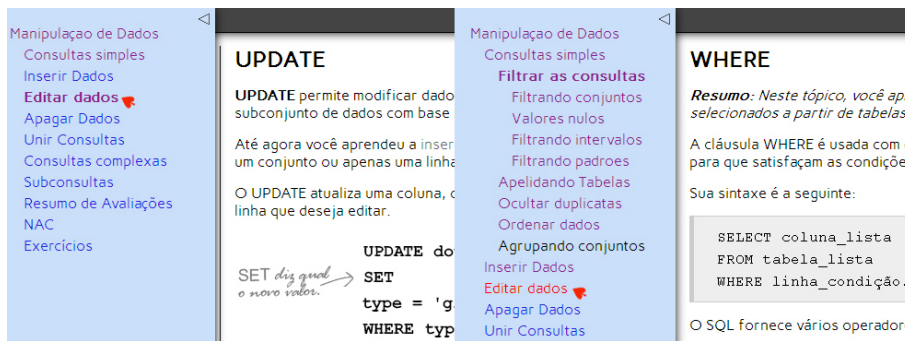 Manipulaçao de Dados
Consultas simples
Inserir Dados
Editar dados
Apagar Dados
Unir Consultas
Consultas complexas
Subconsultas
Resumo de Avaliações
NAC
Exercícios
UPDATE
UPDATE permite modificar dado
subconjunto de dados com base
Até agora você aprendeu a inser
um conjunto ou apenas uma linha
O UPDATE atualiza uma coluna, c
linha que deseja editar.
UPDATE do
SET diz qual
o novo valor.
SET
type = 'g
WHERE typ
Manipulaçao de Dados
Consultas simples
Filtrar as consultas
Filtrando conjuntos
Valores nulos
Filtrando intervalos
Filtrando padroes
Apelidando Tabelas
Ocultar duplicatas
Ordenar dados
Agrupando conjuntos
Inserir Dados
Editar dados
Apagar Dados
Unir Consultas
WHERE
Resumo: Neste tópico, você ap
selecionados a partir de tabelas
A cláusula WHERE é usada com
para que satisfaçam as condiçõe
Sua sintaxe é a seguinte:
SELECT coluna_lista
FROM tabela_lista
WHERE linha_condição.
O SQL fornece vários operador